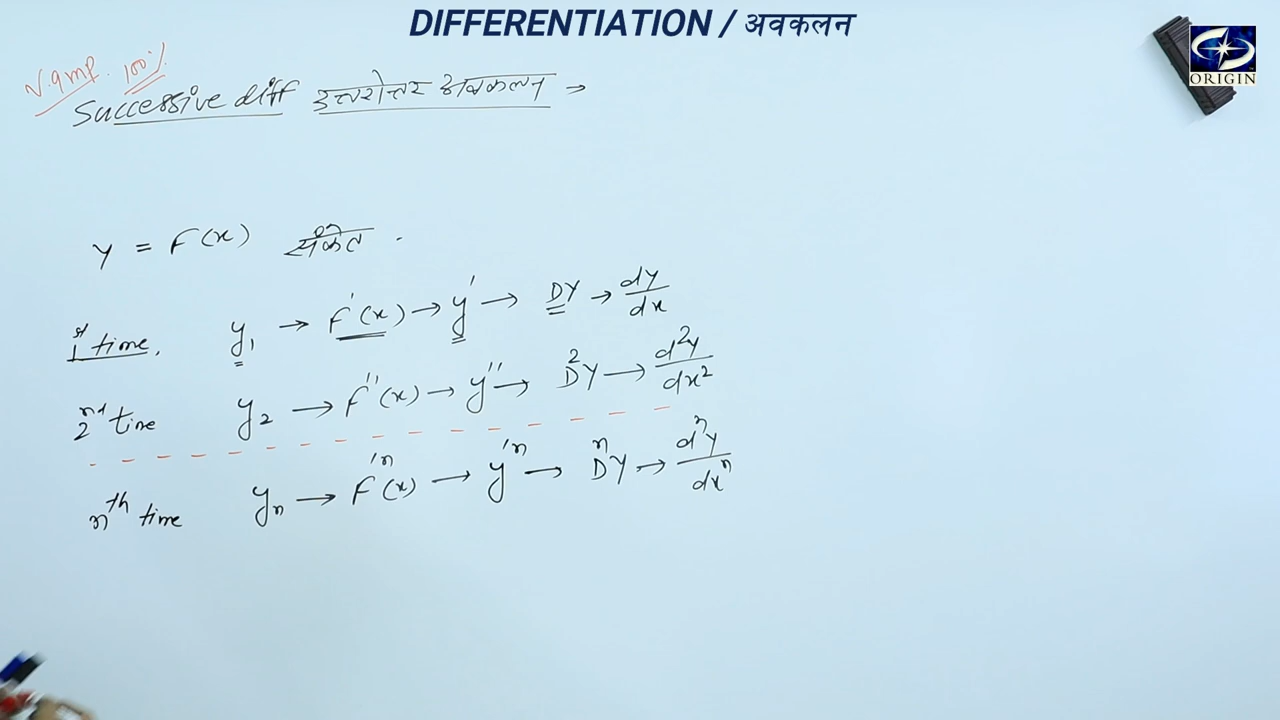 DIFFERENTIATION / अवकलन
ORIGIN
V.Imp. 100%
Successive diff उत्तरोत्तर अवकलन →
y = F(x) संकेत .
1st time, y₁ → F'(x) → y' → Dy → dy/dx
2nd time y₂ → F''(x) → y'' → D²y → d²y/dx²
nth time yₙ → F'ⁿ(x) → y'ⁿ → Dⁿy → dⁿy/dxⁿ